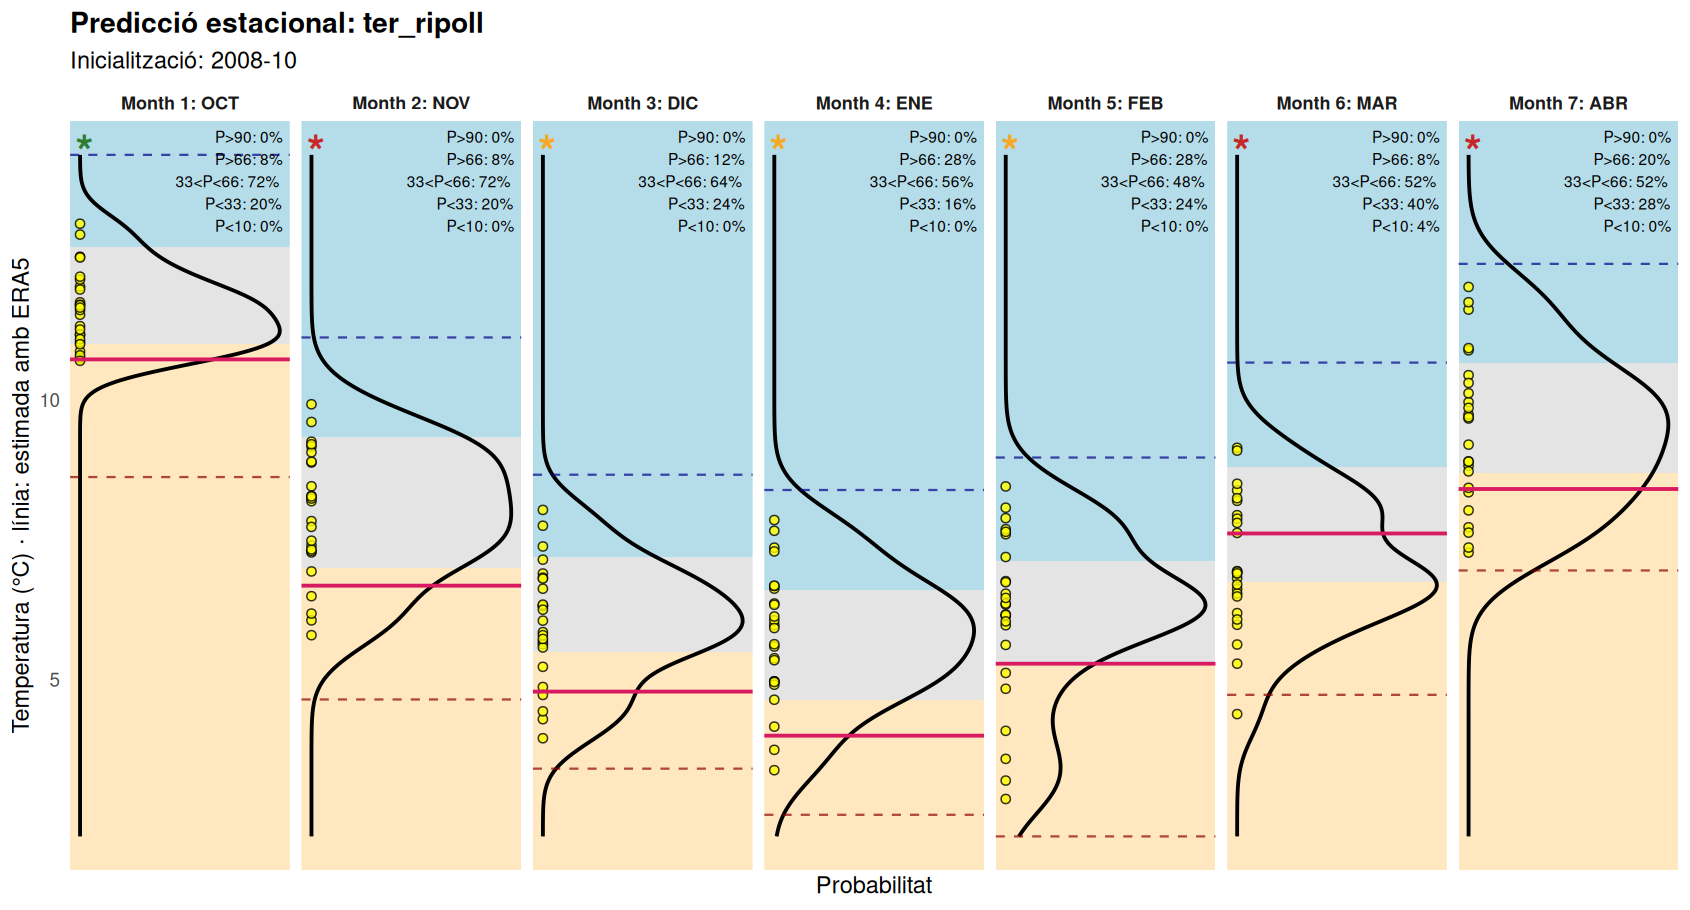 Predicció estacional: ter_ripoll
Inicialització: 2008-10
Month 1: OCT
Month 2: NOV
Month 3: DIC
Month 4: ENE
Month 5: FEB
Month 6: MAR
Month 7: ABR
*
P>90: 0%
P>66: 8%
33<P<66: 72%
P<33: 20%
P<10: 0%
*
P>90: 0%
P>66: 8%
33<P<66: 72%
P<33: 20%
P<10: 0%
*
P>90: 0%
P>66: 12%
33<P<66: 64%
P<33: 24%
P<10: 0%
*
P>90: 0%
P>66: 28%
33<P<66: 56%
P<33: 16%
P<10: 0%
*
P>90: 0%
P>66: 28%
33<P<66: 48%
P<33: 24%
P<10: 0%
*
P>90: 0%
P>66: 8%
33<P<66: 52%
P<33: 40%
P<10: 4%
*
P>90: 0%
P>66: 20%
33<P<66: 52%
P<33: 28%
P<10: 0%
Temperatura (°C) · línia: estimada amb ERA5
10
5
Probabilitat